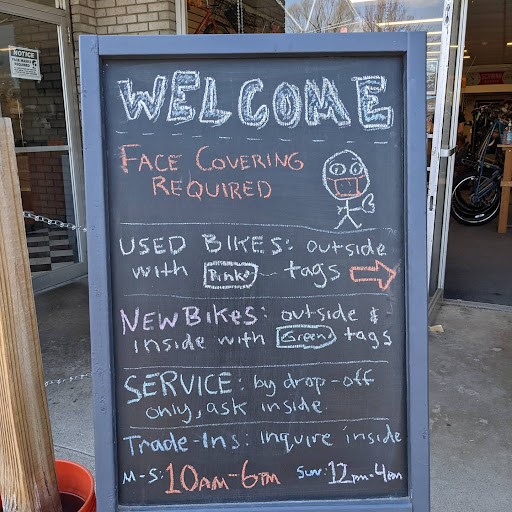 WELCOME
FACE COVERING
REQUIRED
USED BIKES: outside
with Pink tags
NEW BIKES: outside &
inside with Green tags
SERVICE: by drop-off
only, ask inside
Trade-Ins: Inquire inside
M-S: 10AM-6PM Sun: 12PM-4PM
NOTICE